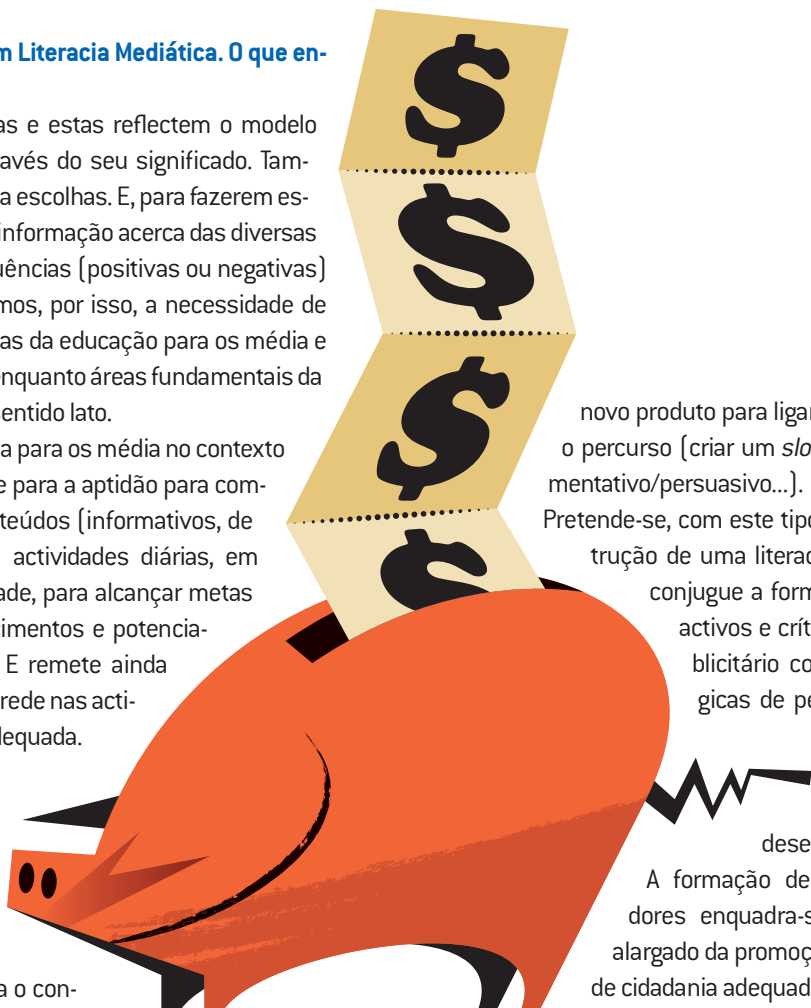 m Literacia Mediática. O que en-
as e estas reflectem o modelo
ravés do seu significado. Tam-
a escolhas. E, para fazerem es-
informação acerca das diversas
uências (positivas ou negativas)
mos, por isso, a necessidade de
as da educação para os média e
enquanto áreas fundamentais da
entido lato.
a para os média no contexto
e para a aptidão para com-
teúdos (informativos, de
actividades diárias, em
ade, para alcançar metas
cimentos e potencia-
E remete ainda
rede nas acti-
dequada.
a o con-
$
$
$
$
novo produto para ligar
o percurso (criar um slo
mentativo/persuasivo...).
Pretende-se, com este tipo
trução de uma literac
conjugue a form
activos e crít
blicitário co
gicas de pe
dese
A formação de
dores enquadra-s
alargado da promoç
de cidadania adequad